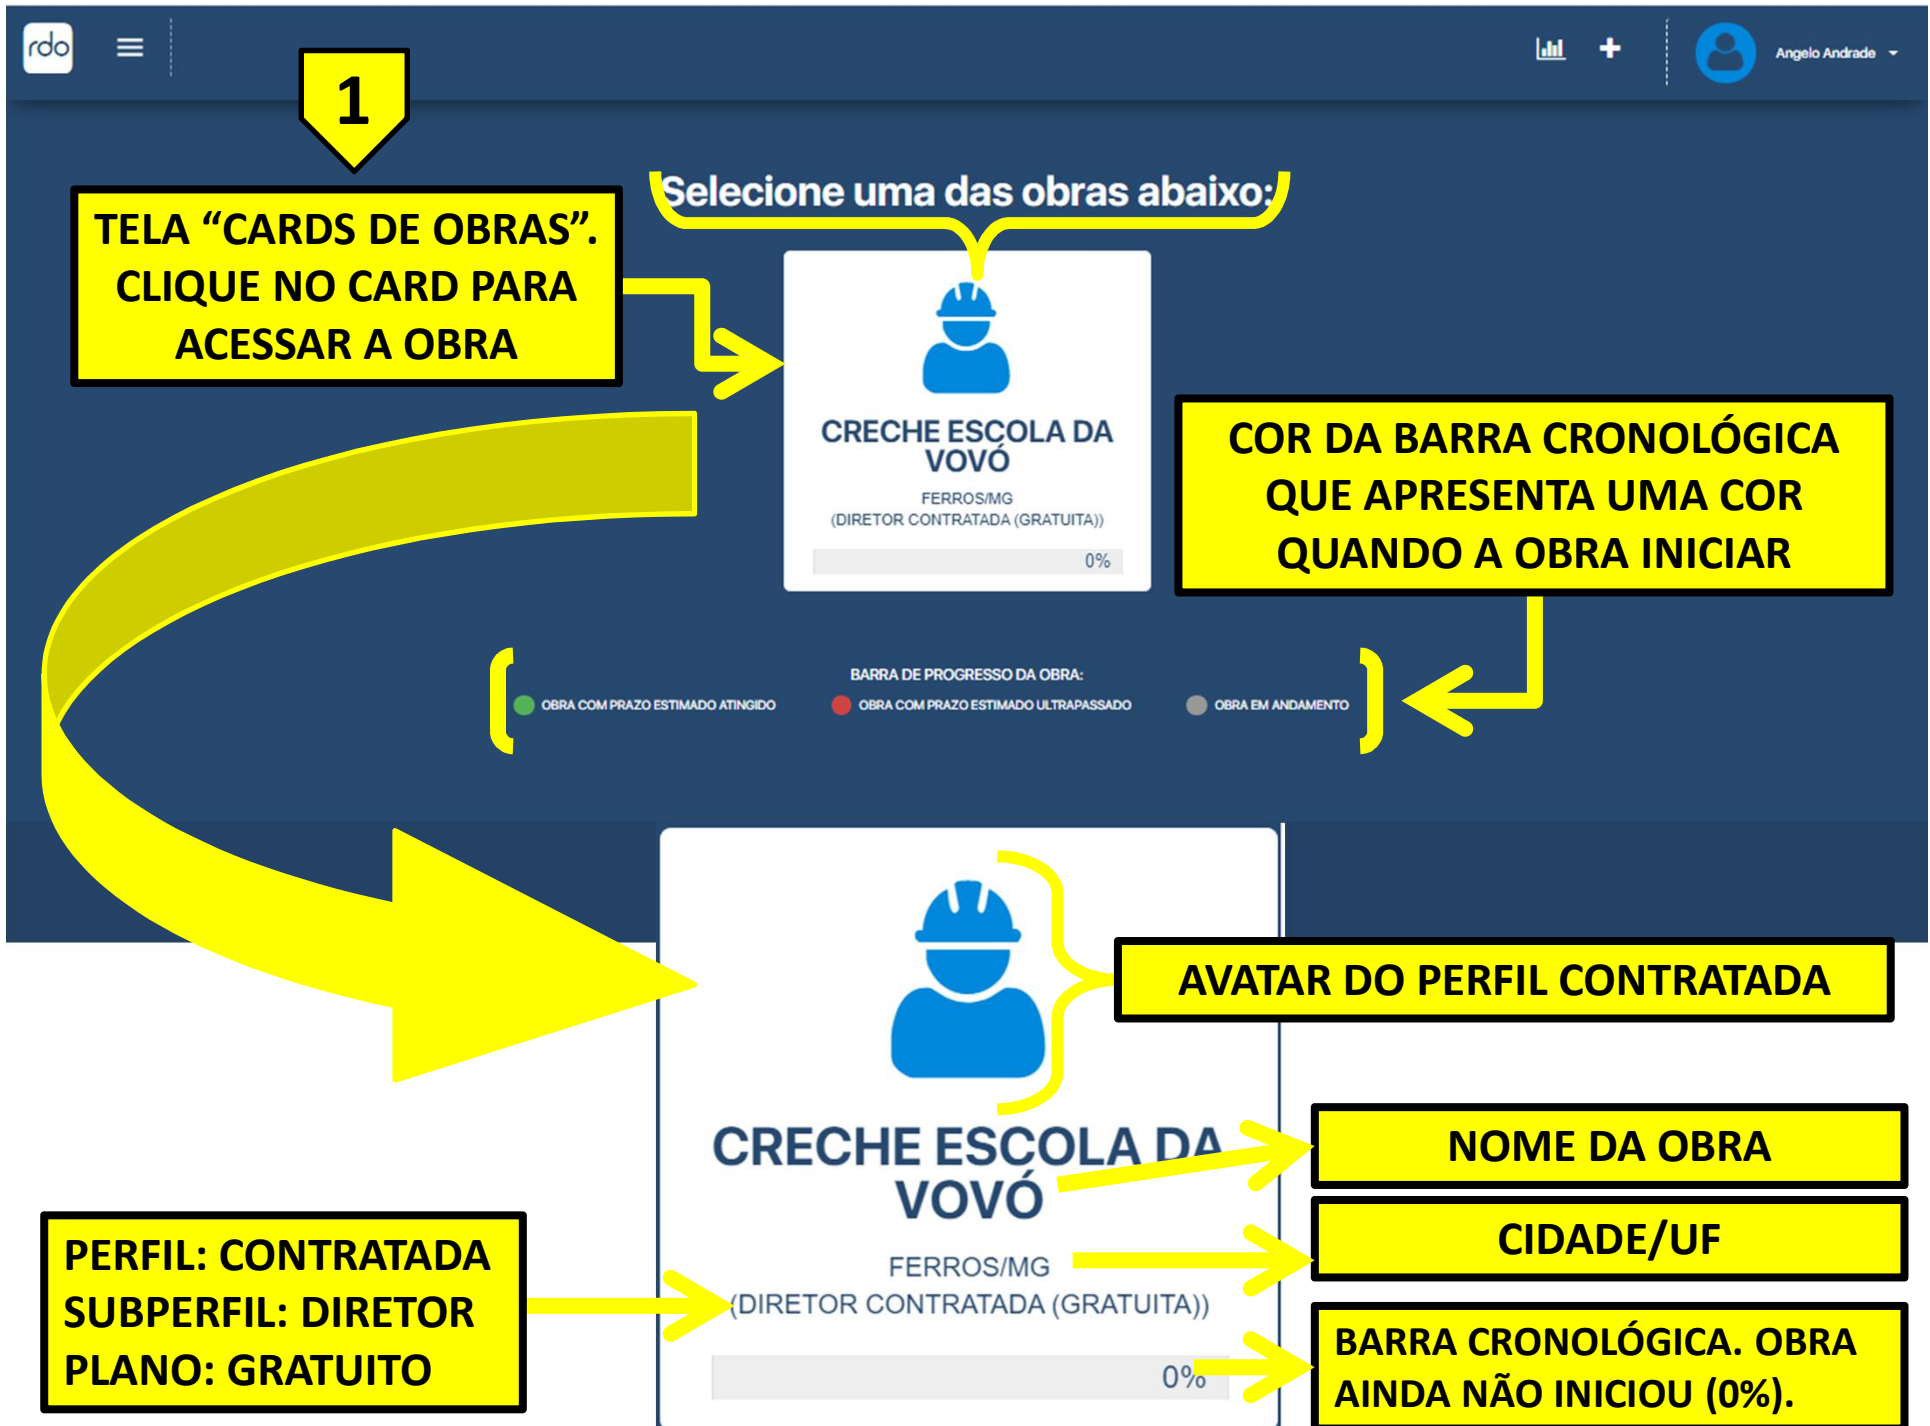 rdo
Angelo Andrade
1
Selecione uma das obras abaixo:
TELA “CARDS DE OBRAS”.
CLIQUE NO CARD PARA
ACESSAR A OBRA
CRECHE ESCOLA DA
VOVÓ
FERROS/MG
(DIRETOR CONTRATADA (GRATUITA))
0%
COR DA BARRA CRONOLÓGICA
QUE APRESENTA UMA COR
QUANDO A OBRA INICIAR
BARRA DE PROGRESSO DA OBRA:
OBRA COM PRAZO ESTIMADO ATINGIDO
OBRA COM PRAZO ESTIMADO ULTRAPASSADO
OBRA EM ANDAMENTO
AVATAR DO PERFIL CONTRATADA
CRECHE ESCOLA DA
VOVÓ
NOME DA OBRA
FERROS/MG
CIDADE/UF
(DIRETOR CONTRATADA (GRATUITA))
PERFIL: CONTRATADA
SUBPERFIL: DIRETOR
PLANO: GRATUITO
0%
BARRA CRONOLÓGICA. OBRA
AINDA NÃO INICIOU (0%).